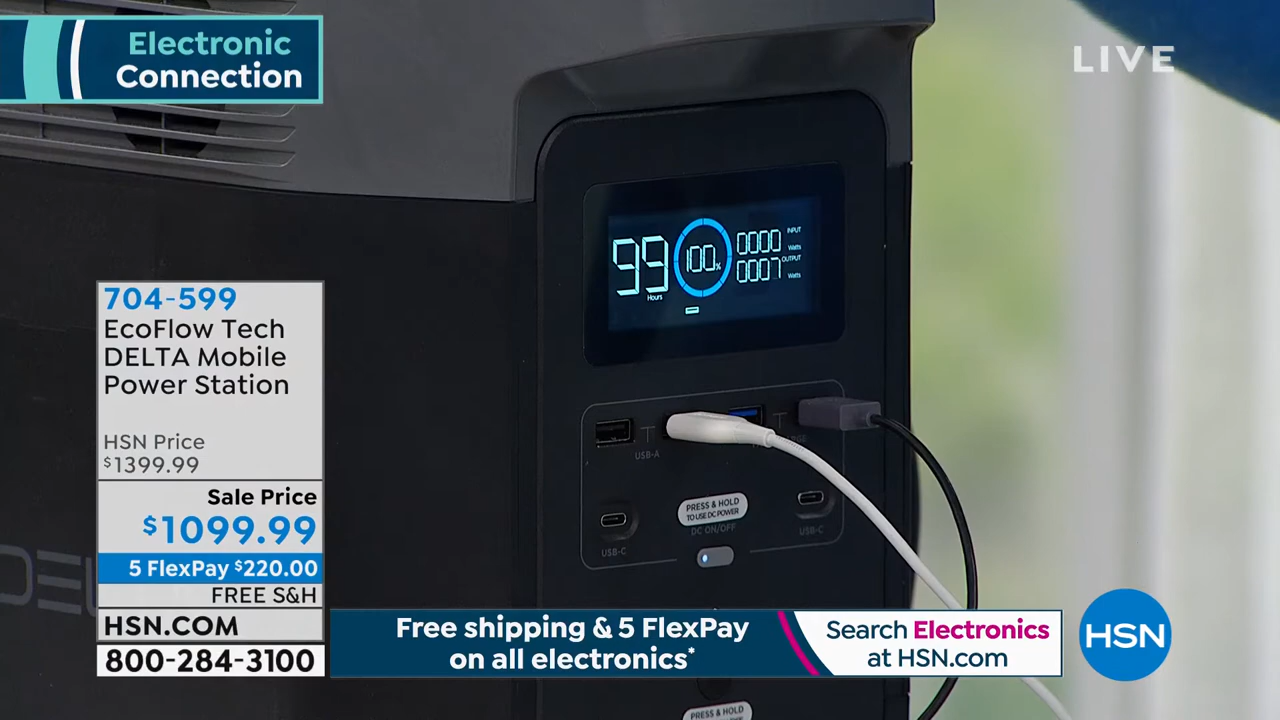 Electronic
Connection
LIVE
99
Hours
100%
0000
INPUT
Watts
0007
OUTPUT
Watts
704-599
EcoFlow Tech
DELTA Mobile
Power Station
HSN Price
$1399.99
Sale Price
$1099.99
5 FlexPay $220.00
FREE S&H
HSN.COM
800-284-3100
USB-A
PRESS & HOLD
TO USE DC POWER
DC ON/OFF
USB-C
USB-C
Free shipping & 5 FlexPay
on all electronics*
Search Electronics
at HSN.com
HSN
PRESS & HOLD